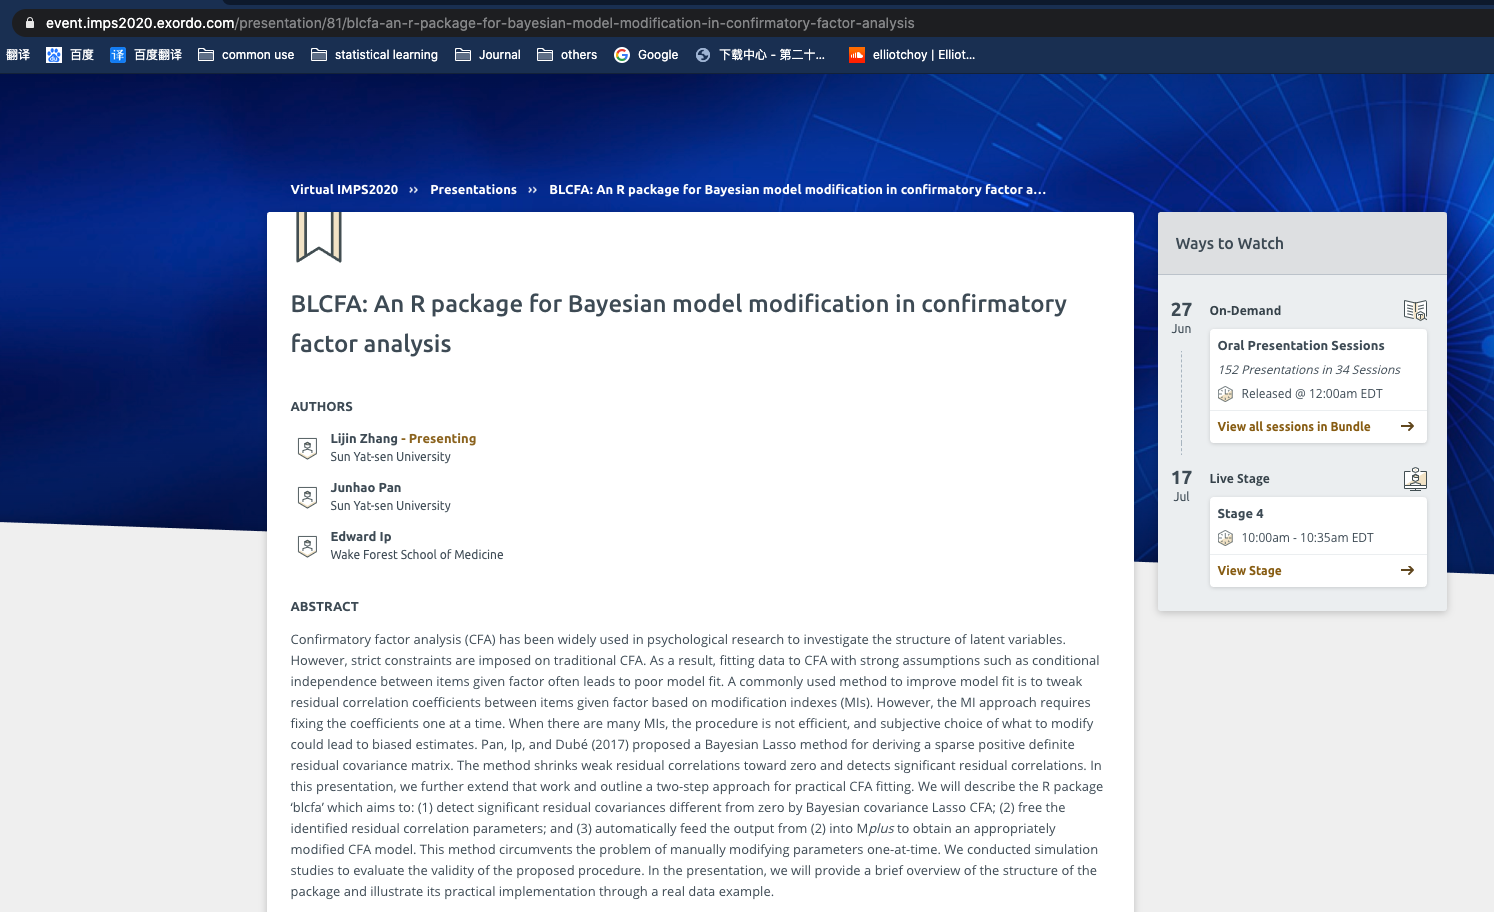 event.imps2020.exordo.com/presentation/81/blcfa-an-r-package-for-bayesian-model-modification-in-confirmatory-factor-analysis
翻译 百度 译 百度翻译 common use statistical learning Journal others Google 下载中心 - 第二十... elliotchoy | Elliot...
Virtual IMPS2020 » Presentations » BLCFA: An R package for Bayesian model modification in confirmatory factor a...
BLCFA: An R package for Bayesian model modification in confirmatory
factor analysis
AUTHORS
Lijin Zhang - Presenting
Sun Yat-sen University
Junhao Pan
Sun Yat-sen University
Edward Ip
Wake Forest School of Medicine
ABSTRACT
Confirmatory factor analysis (CFA) has been widely used in psychological research to investigate the structure of latent variables.
However, strict constraints are imposed on traditional CFA. As a result, fitting data to CFA with strong assumptions such as conditional
independence between items given factor often leads to poor model fit. A commonly used method to improve model fit is to tweak
residual correlation coefficients between items given factor based on modification indexes (MIs). However, the MI approach requires
fixing the coefficients one at a time. When there are many MIs, the procedure is not efficient, and subjective choice of what to modify
could lead to biased estimates. Pan, Ip, and Dubé (2017) proposed a Bayesian Lasso method for deriving a sparse positive definite
residual covariance matrix. The method shrinks weak residual correlations toward zero and detects significant residual correlations. In
this presentation, we further extend that work and outline a two-step approach for practical CFA fitting. We will describe the R package
‘blcfa’ which aims to: (1) detect significant residual covariances different from zero by Bayesian covariance Lasso CFA; (2) free the
identified residual correlation parameters; and (3) automatically feed the output from (2) into Mplus to obtain an appropriately
modified CFA model. This method circumvents the problem of manually modifying parameters one-at-time. We conducted simulation
studies to evaluate the validity of the proposed procedure. In the presentation, we will provide a brief overview of the structure of the
package and illustrate its practical implementation through a real data example.
Ways to Watch
27 On-Demand
Jun
Oral Presentation Sessions
152 Presentations in 34 Sessions
Released @ 12:00am EDT
View all sessions in Bundle →
17 Live Stage
Jul
Stage 4
10:00am - 10:35am EDT
View Stage →